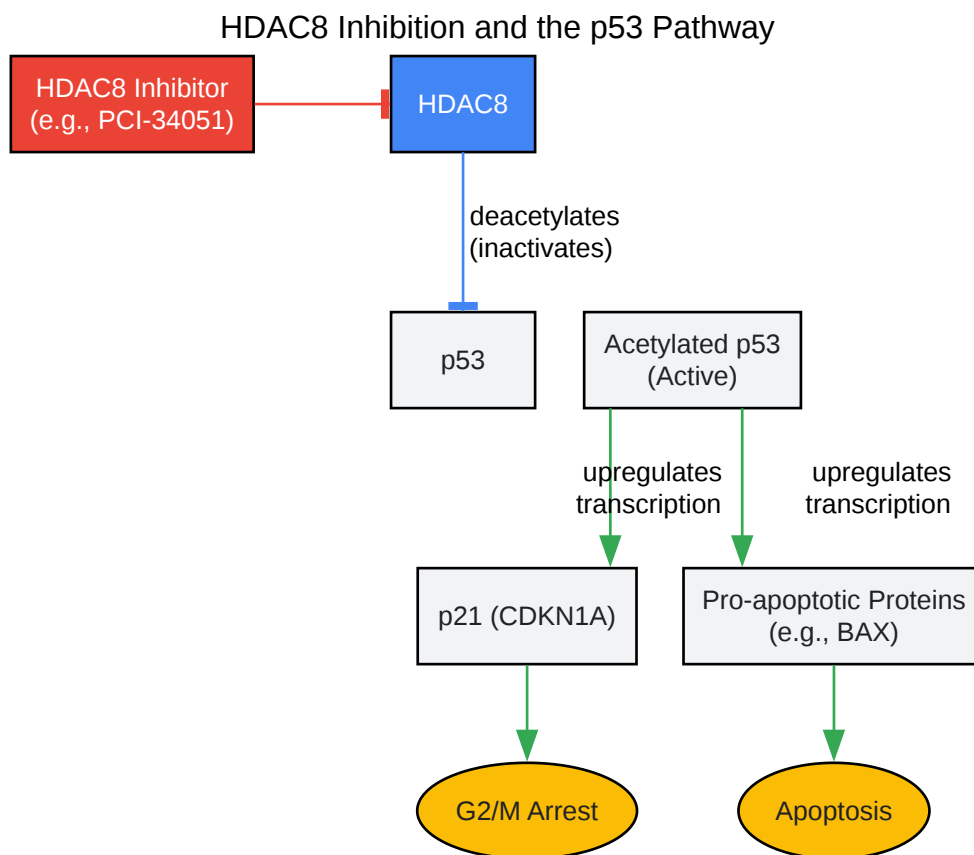 HDAC8 Inhibition and the p53 Pathway
HDAC8 Inhibitor
(e.g., PCI-34051)
HDAC8
deacetylates
(inactivates)
p53
Acetylated p53
(Active)
upregulates
transcription
upregulates
transcription
p21 (CDKN1A)
Pro-apoptotic Proteins
(e.g., BAX)
G2/M Arrest
Apoptosis